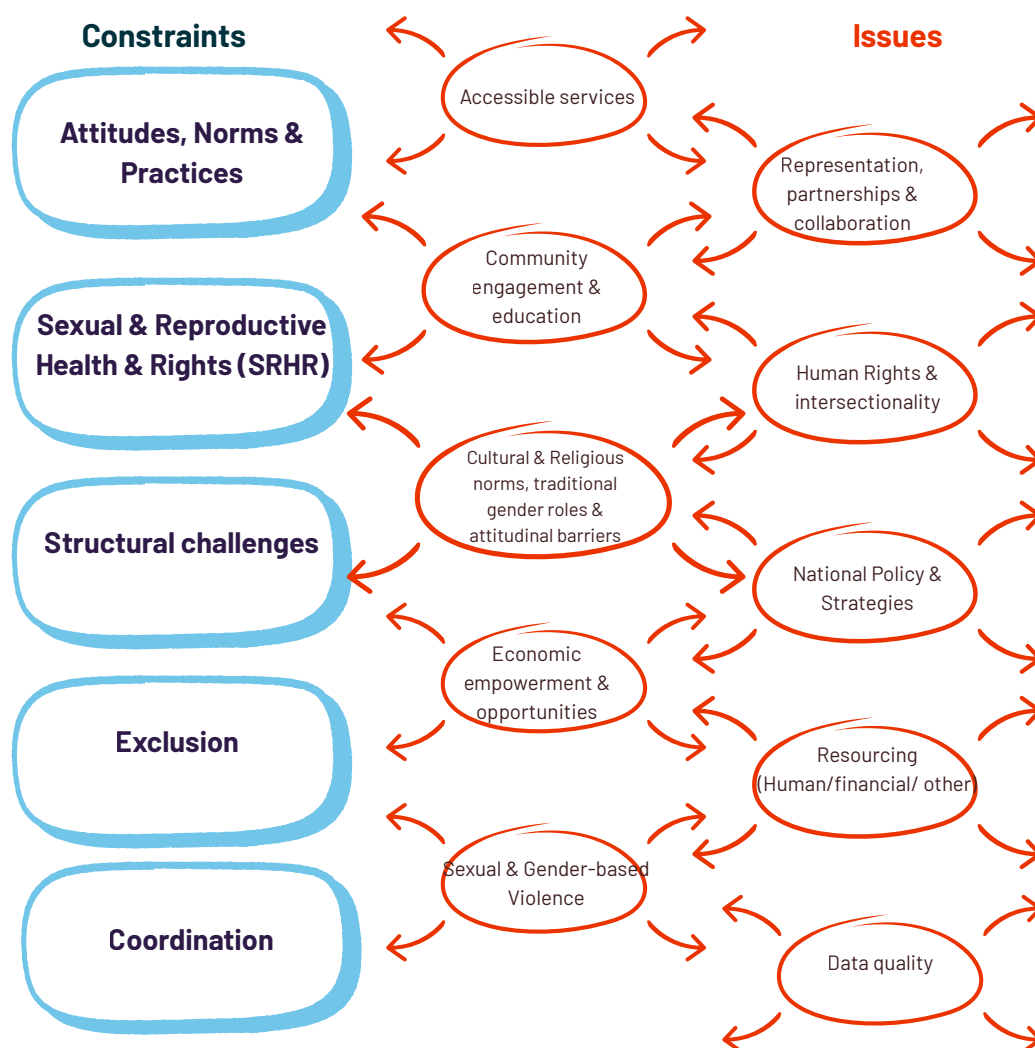 Constraints
Issues
Attitudes, Norms &
Practices
Sexual & Reproductive
Health & Rights (SRHR)
Structural challenges
Exclusion
Coordination
Accessible services
Community
engagement &
education
Cultural & Religious
norms, traditional
gender roles &
attitudinal barriers
Economic
empowerment &
opportunities
Sexual & Gender-based
Violence
Representation,
partnerships &
collaboration
Human Rights &
intersectionality
National Policy &
Strategies
Resourcing
(Human/financial/ other)
Data quality